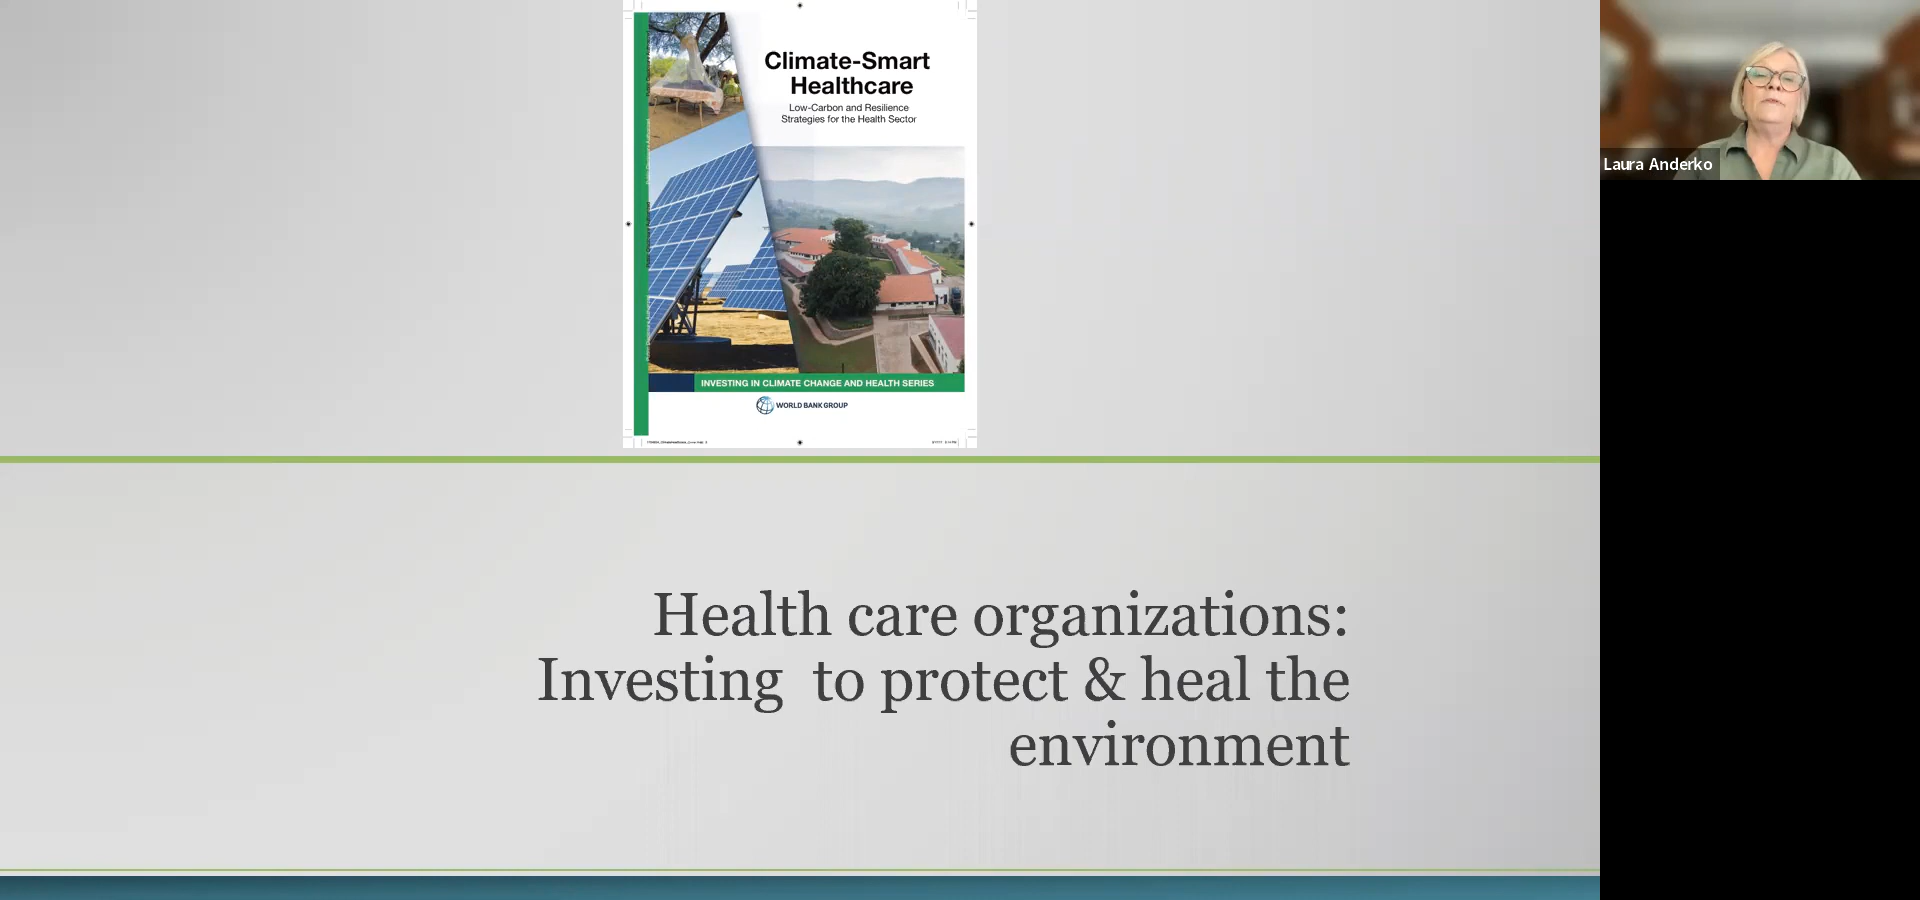 Climate-Smart
Healthcare
Low-Carbon and Resilience
Strategies for the Health Sector
INVESTING IN CLIMATE CHANGE AND HEALTH SERIES
WORLD BANK GROUP
Laura Anderko
Health care organizations:
Investing  to protect & heal the
environment